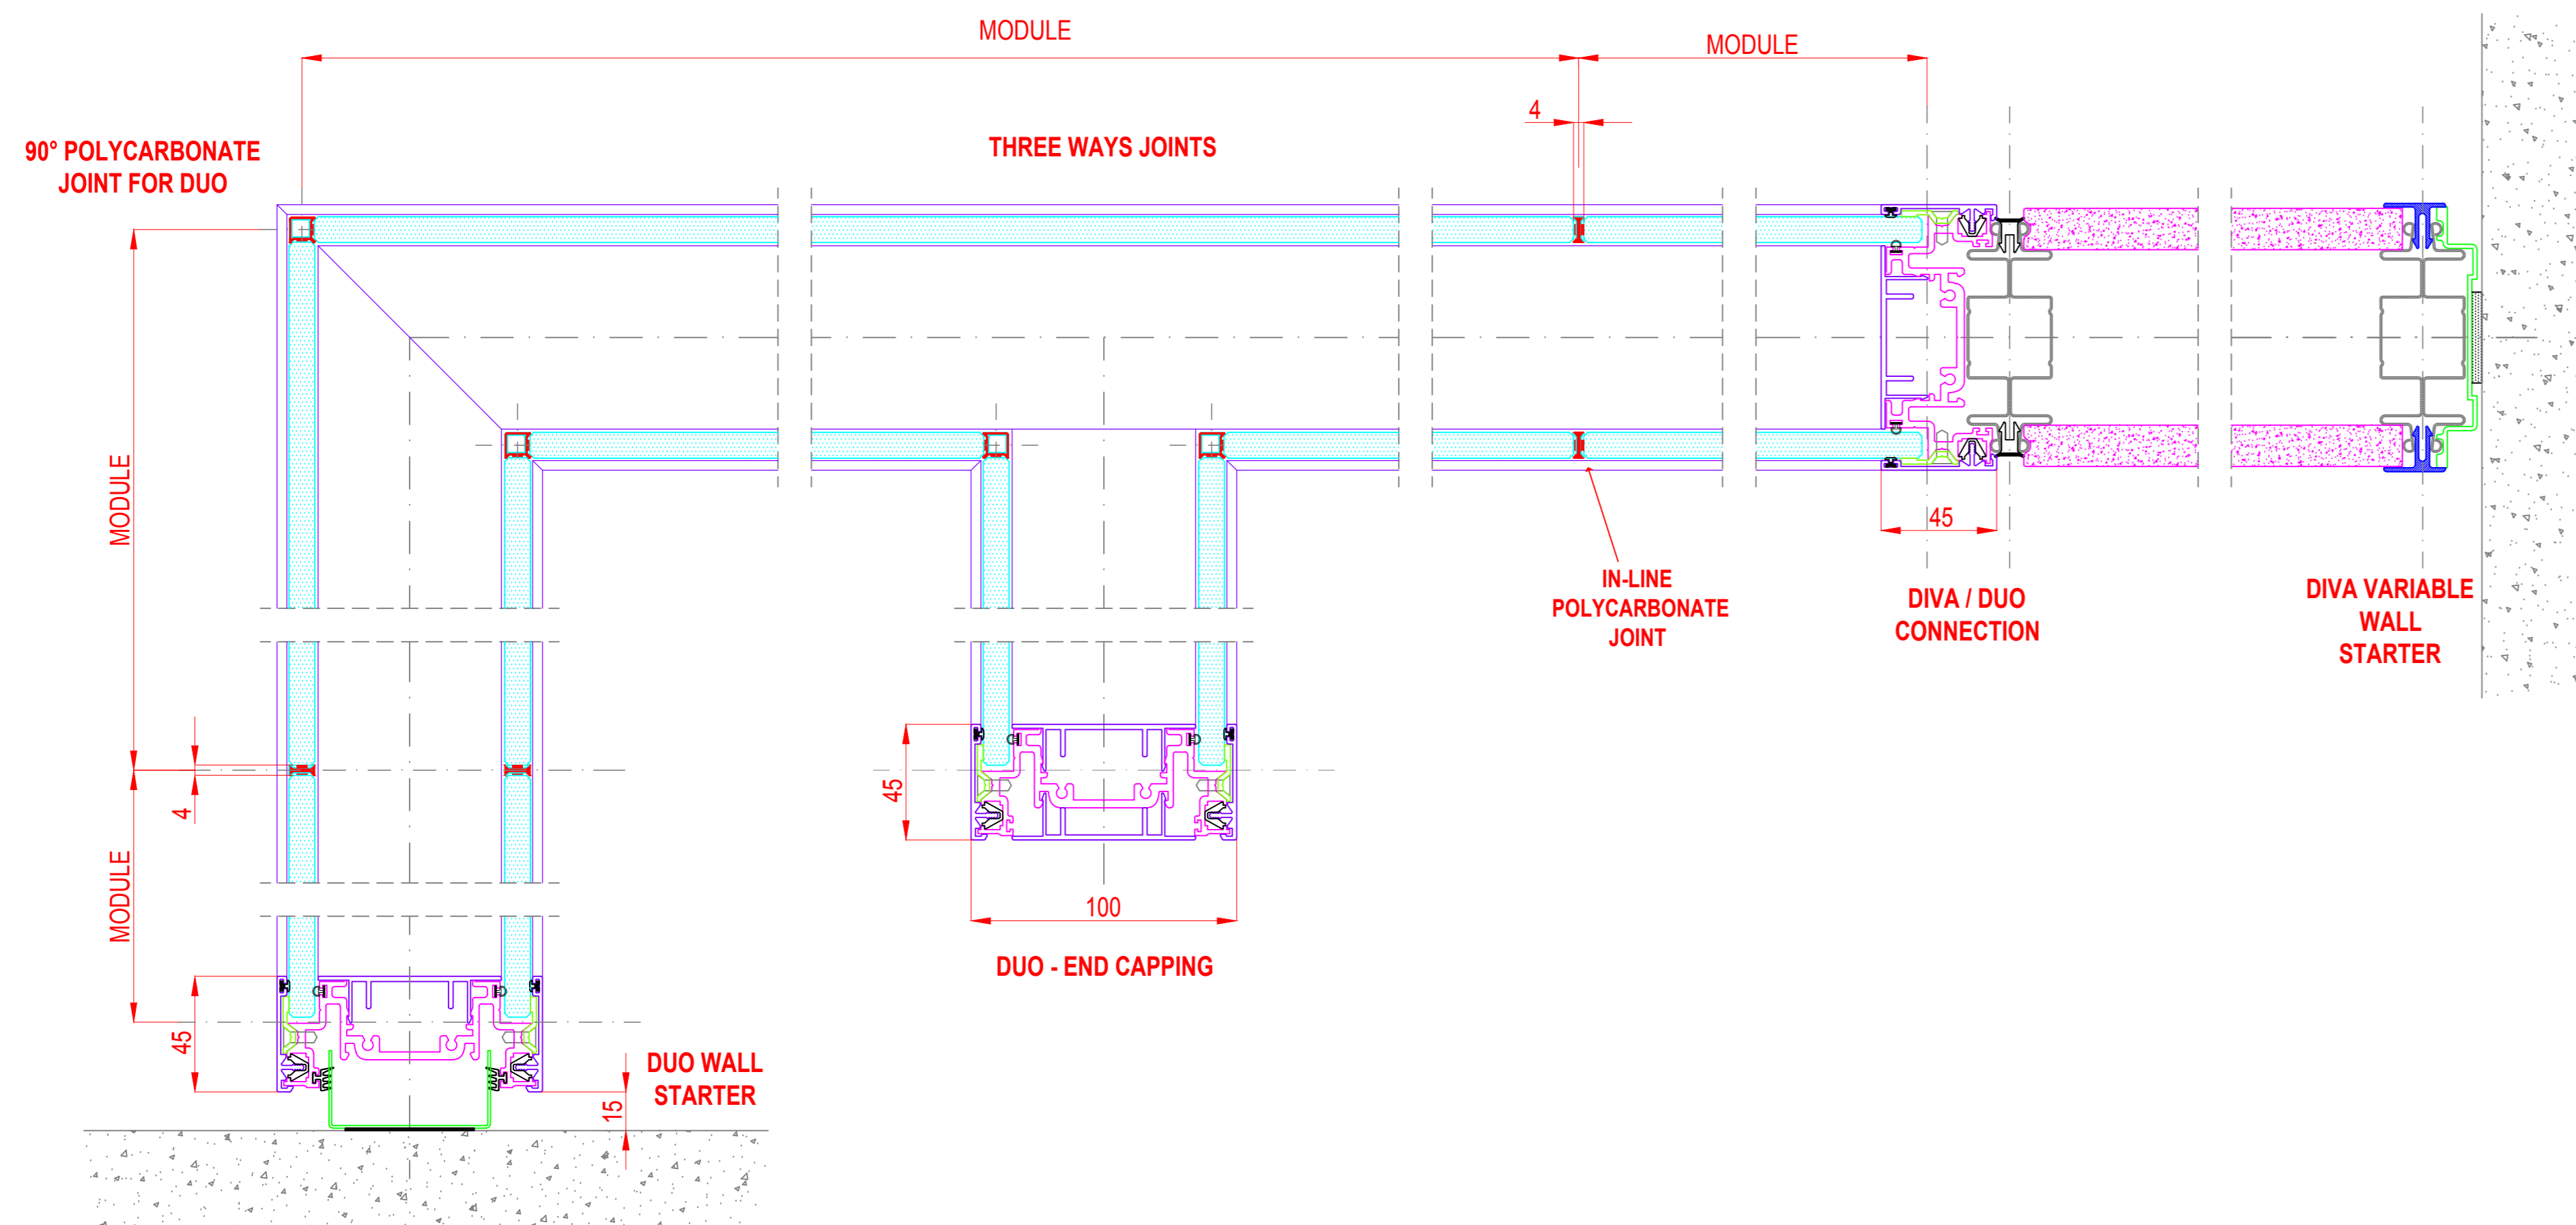 MODULE
MODULE
4
90° POLYCARBONATE
JOINT FOR DUO
THREE WAYS JOINTS
MODULE
45
IN-LINE
POLYCARBONATE
JOINT
DIVA / DUO
CONNECTION
DIVA VARIABLE
WALL
STARTER
4
45
MODULE
100
DUO - END CAPPING
45
DUO WALL
STARTER
15